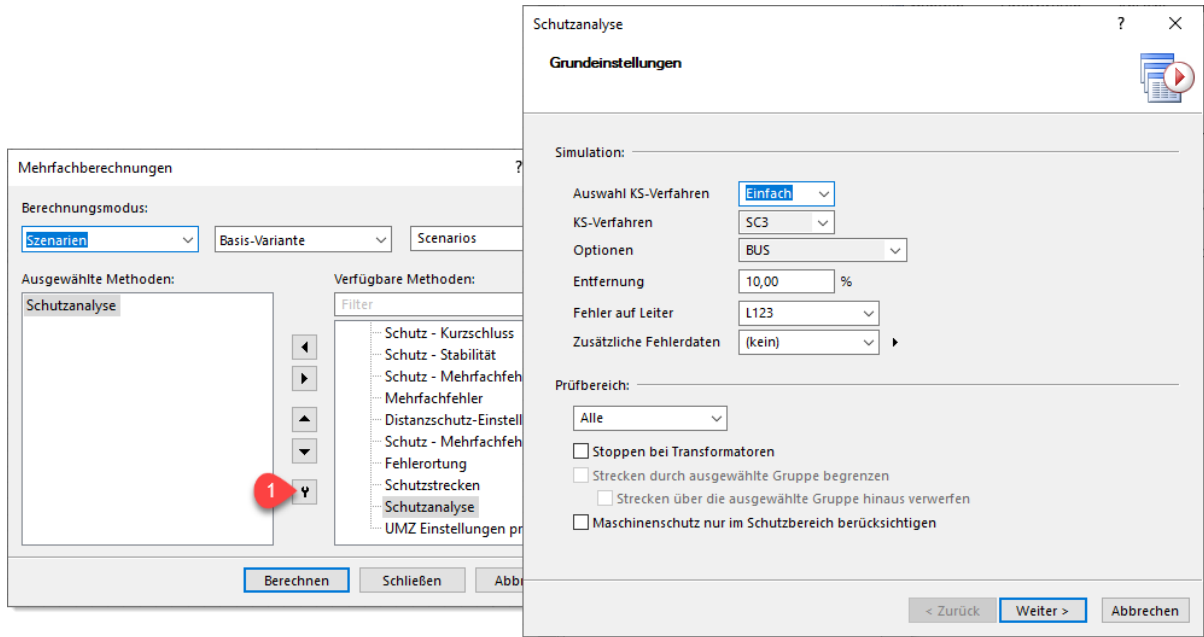 Mehrfachberechnungen
?
Berechnungsmodus:
Szenarien
Basis-Variante
Scenarios
Ausgewählte Methoden:
Verfügbare Methoden:
Schutzanalyse
Filter
Schutz - Kurzschluss
Schutz - Stabilität
Schutz - Mehrfachfeh
Mehrfachfehler
Distanzschutz-Einstell
Schutz - Mehrfachfeh
Fehlerortung
Schutzstrecken
Schutzanalyse
UMZ Einstellungen pr
1
Berechnen
Schließen
Abbr
Schutzanalyse
?
Grundeinstellungen
Simulation:
Auswahl KS-Verfahren
Einfach
KS-Verfahren
SC3
Optionen
BUS
Entfernung
10,00
%
Fehler auf Leiter
L123
Zusätzliche Fehlerdaten
(kein)
Prüfbereich:
Alle
Stoppen bei Transformatoren
Strecken durch ausgewählte Gruppe begrenzen
Strecken über die ausgewählte Gruppe hinaus verwerfen
Maschinenschutz nur im Schutzbereich berücksichtigen
< Zurück
Weiter >
Abbrechen